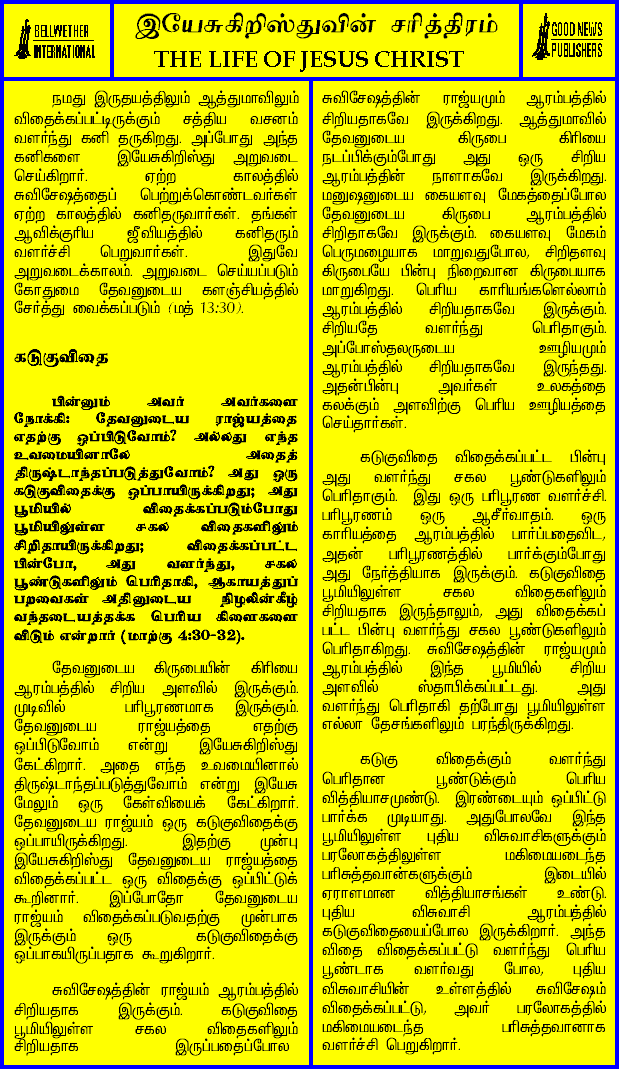 BELLWETHER
INTERNATIONAL
இயேசுகிறிஸ்துவின் சரித்திரம்
THE LIFE OF JESUS CHRIST
GOOD NEWS
PUBLISHERS
நமது இருதயத்திலும் ஆத்துமாவிலும்
விதைக்கப்பட்டிருக்கும் சத்திய வசனம்
வளர்ந்து கனி தருகிறது. அப்போது அந்த
கனிகளை இயேசுகிறிஸ்து அறுவடை
செய்கிறார். ஏற்ற காலத்தில்
சுவிசேஷத்தைப் பெற்றுக்கொண்டவர்கள்
ஏற்ற காலத்தில் கனிதருவார்கள். தங்கள்
ஆவிக்குரிய ஜீவியத்தில் கனிதரும்
வளர்ச்சி பெறுவார்கள். இதுவே
அறுவடைக்காலம். அறுவடை செய்யப்படும்
கோதுமை தேவனுடைய களஞ்சியத்தில்
சேர்த்து வைக்கப்படும் (மத் 13:30).
கடுகுவிதை
பின்னும் அவர் அவர்களை
நோக்கி: தேவனுடைய ராஜ்யத்தை
எதற்கு ஒப்பிடுவோம்? அல்லது எந்த
உவமையினாலே அதைத்
திருஷ்டாந்தப்படுத்துவோம்? அது ஒரு
கடுகுவிதைக்கு ஒப்பாயிருக்கிறது; அது
பூமியில் விதைக்கப்படும்போது
பூமியிலுள்ள சகல விதைகளிலும்
சிறிதாயிருக்கிறது; விதைக்கப்பட்ட
பின்போ, அது வளர்ந்து, சகல
பூண்டுகளிலும் பெரிதாகி, ஆகாயத்துப்
பறவைகள் அதினுடைய நிழலின்கீழ்
வந்தடையத்தக்க பெரிய கிளைகளை
விடும் என்றார் (மாற்கு 4:30-32).
தேவனுடைய கிருபையின் கிரியை
ஆரம்பத்தில் சிறிய அளவில் இருக்கும்.
முடிவில் பரிபூரணமாக இருக்கும்.
தேவனுடைய ராஜ்யத்தை எதற்கு
ஒப்பிடுவோம் என்று இயேசுகிறிஸ்து
கேட்கிறார். அதை எந்த உவமையினால்
திருஷ்டாந்தப்படுத்துவோம் என்று இயேசு
மேலும் ஒரு கேள்வியைக் கேட்கிறார்.
தேவனுடைய ராஜ்யம் ஒரு கடுகுவிதைக்கு
ஒப்பாயிருக்கிறது. இதற்கு முன்பு
இயேசுகிறிஸ்து தேவனுடைய ராஜ்யத்தை
விதைக்கப்பட்ட ஒரு விதைக்கு ஒப்பிட்டுக்
கூறினார். இப்போதோ தேவனுடைய
ராஜ்யம் விதைக்கப்படுவதற்கு முன்பாக
இருக்கும் ஒரு கடுகுவிதைக்கு
ஒப்பாகயிருப்பதாக கூறுகிறார்.
சுவிசேஷத்தின் ராஜ்யம் ஆரம்பத்தில்
சிறியதாக இருக்கும். கடுகுவிதை
பூமியிலுள்ள சகல விதைகளிலும்
சிறியதாக இருப்பதைப்போல
சுவிசேஷத்தின் ராஜ்யமும் ஆரம்பத்தில்
சிறியதாகவே இருக்கிறது. ஆத்துமாவில்
தேவனுடைய கிருபை கிரியை
நடப்பிக்கும்போது அது ஒரு சிறிய
ஆரம்பத்தின் நாளாகவே இருக்கிறது.
மனுஷனுடைய கையளவு மேகத்தைப்போல
தேவனுடைய கிருபை ஆரம்பத்தில்
சிறிதாகவே இருக்கும். கையளவு மேகம்
பெருமழையாக மாறுவதுபோல, சிறிதளவு
கிருபையே பின்பு நிறைவான கிருபையாக
மாறுகிறது. பெரிய காரியங்களெல்லாம்
ஆரம்பத்தில் சிறியதாகவே இருக்கும்.
சிறியதே வளர்ந்து பெரிதாகும்.
அப்போஸ்தலருடைய ஊழியமும்
ஆரம்பத்தில் சிறியதாகவே இருந்தது.
அதன்பின்பு அவர்கள் உலகத்தை
கலக்கும் அளவிற்கு பெரிய ஊழியத்தை
செய்தார்கள்.
கடுகுவிதை விதைக்கப்பட்ட பின்பு
அது வளர்ந்து சகல பூண்டுகளிலும்
பெரிதாகும். இது ஒரு பரிபூரண வளர்ச்சி.
பரிபூரணம் ஒரு ஆசீர்வாதம். ஒரு
காரியத்தை ஆரம்பத்தில் பார்ப்பதைவிட,
அதன் பரிபூரணத்தில் பார்க்கும்போது
அது நேர்த்தியாக இருக்கும். கடுகுவிதை
பூமியிலுள்ள சகல விதைகளிலும்
சிறியதாக இருந்தாலும், அது விதைக்கப்
பட்ட பின்பு வளர்ந்து சகல பூண்டுகளிலும்
பெரிதாகிறது. சுவிசேஷத்தின் ராஜ்யமும்
ஆரம்பத்தில் இந்த பூமியில் சிறிய
அளவில் ஸ்தாபிக்கப்பட்டது. அது
வளர்ந்து பெரிதாகி தற்போது பூமியிலுள்ள
எல்லா தேசங்களிலும் பரந்திருக்கிறது.
கடுகு விதைக்கும் வளர்ந்து
பெரிதான பூண்டுக்கும் பெரிய
வித்தியாசமுண்டு. இரண்டையும் ஒப்பிட்டு
பார்க்க முடியாது. அதுபோலவே இந்த
பூமியிலுள்ள புதிய விசுவாசிகளுக்கும்
பரலோகத்திலுள்ள மகிமையடைந்த
பரிசுத்தவான்களுக்கும் இடையில்
ஏராளமான வித்தியாசங்கள் உண்டு.
புதிய விசுவாசி ஆரம்பத்தில்
கடுகுவிதையைப்போல இருக்கிறார். அந்த
விதை விதைக்கப்பட்டு வளர்ந்து பெரிய
பூண்டாக வளர்வது போல, புதிய
விசுவாசியின் உள்ளத்தில் சுவிசேஷம்
விதைக்கப்பட்டு, அவர் பரலோகத்தில்
மகிமையடைந்த பரிசுத்தவானாக
வளர்ச்சி பெறுகிறார்.